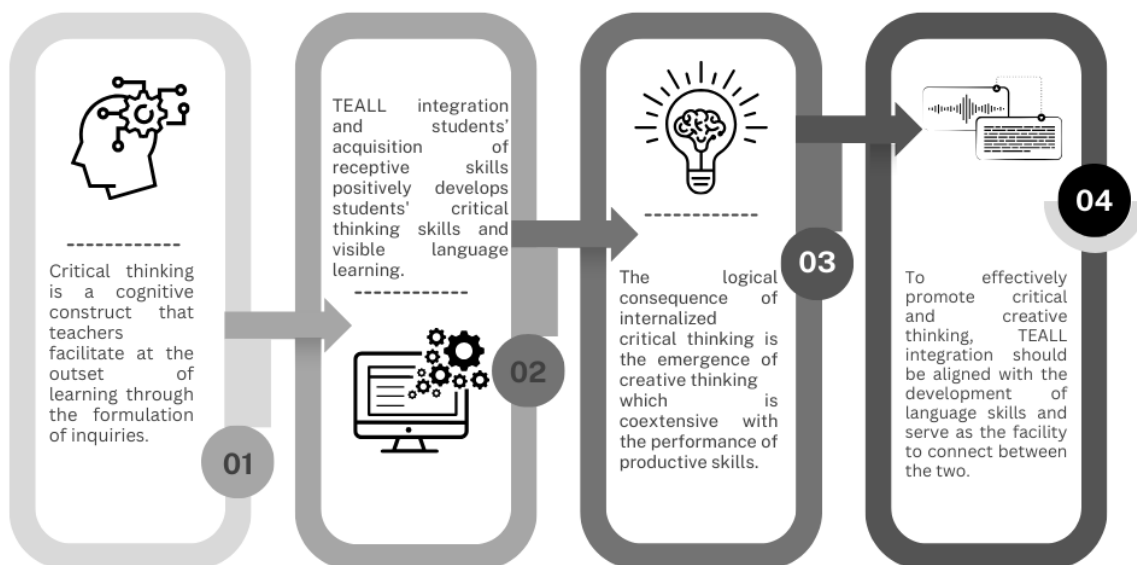 Critical thinking
is a cognitive
construct that
teachers
facilitate at the
outset of
learning through
the formulation
of inquiries.
01
TEALL integration
and students’
acquisition of
receptive skills
positively develops
students' critical
thinking skills and
visible language
learning.
02
The logical
consequence of
internalized
critical thinking is
the emergence of
creative thinking
which is
coextensive with
the performance of
productive skills.
03
04
To effectively
promote critical
and creative
thinking, TEALL
integration should
be aligned with the
development of
language skills and
serve as the facility
to connect between
the two.